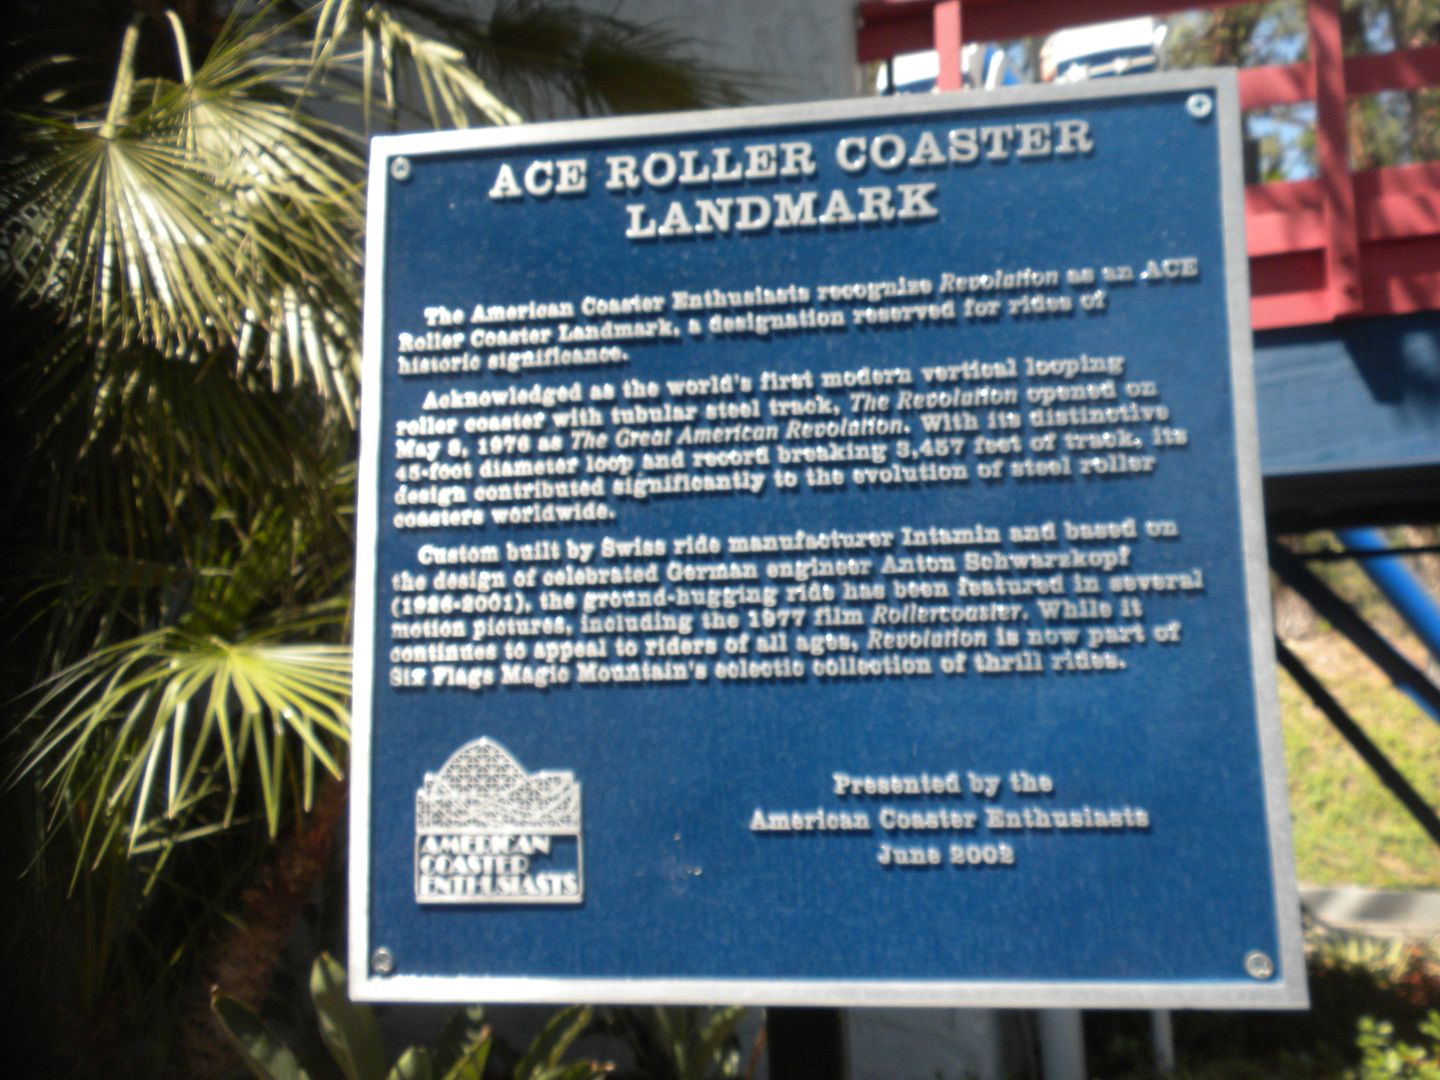 ACE ROLLER COASTER
LANDMARK
The American Coaster Enthusiasts recognize Revolution as an ACE
Roller Coaster Landmark, a designation reserved for rides of
historic significance.
Acknowledged as the world's first modern vertical looping
roller coaster with tubular steel track, The Revolution opened on
May 8, 1976 as The Great American Revolution. With its distinctive
45-foot diameter loop and record breaking 3,457 feet of track, its
design contributed significantly to the evolution of steel roller
coasters worldwide.
Custom built by Swiss ride manufacturer Intamin and based on
the design of celebrated German engineer Anton Schwarzkopf
(1926-2001), the ground-hugging ride has been featured in several
motion pictures, including the 1977 film Rollercoaster. While it
continues to appeal to riders of all ages, Revolution is now part of
Six Flags Magic Mountain's eclectic collection of thrill rides.
Presented by the
American Coaster Enthusiasts
June 2002
AMERICAN
COASTER
ENTHUSIASTS